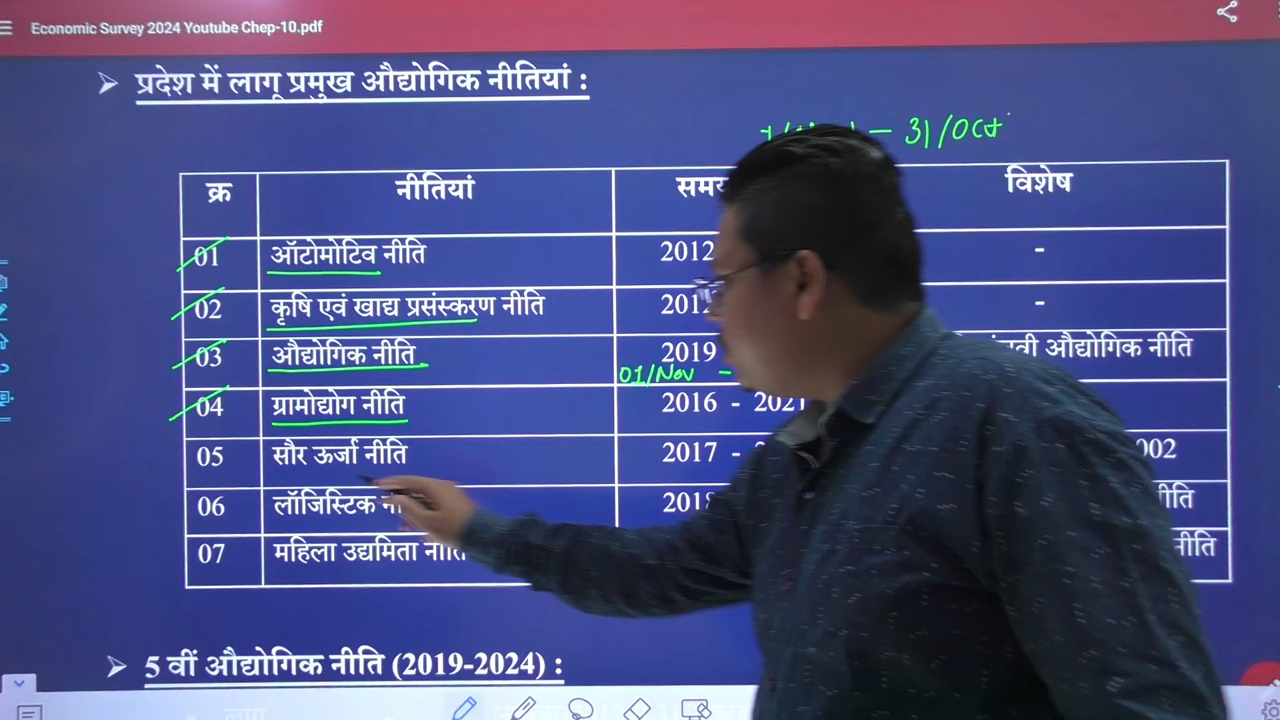 Economic Survey 2024 Youtube Chep-10.pdf
➢ प्रदेश में लागू प्रमुख औद्योगिक नीतियां :
– 31/Oct
क्र नीतियां विशेष
01 ऑटोमोटिव नीति 2012 -
02 कृषि एवं खाद्य प्रसंस्करण नीति -
03 औद्योगिक नीति 2019 औद्योगिक नीति
01/Nov -
04 ग्रामोद्योग नीति 2016 - 2021
05 सौर ऊर्जा नीति 2017 - 002
06 लॉजिस्टिक
07 महिला उद्यमिता नीति
➢ 5 वीं औद्योगिक नीति (2019-2024) :